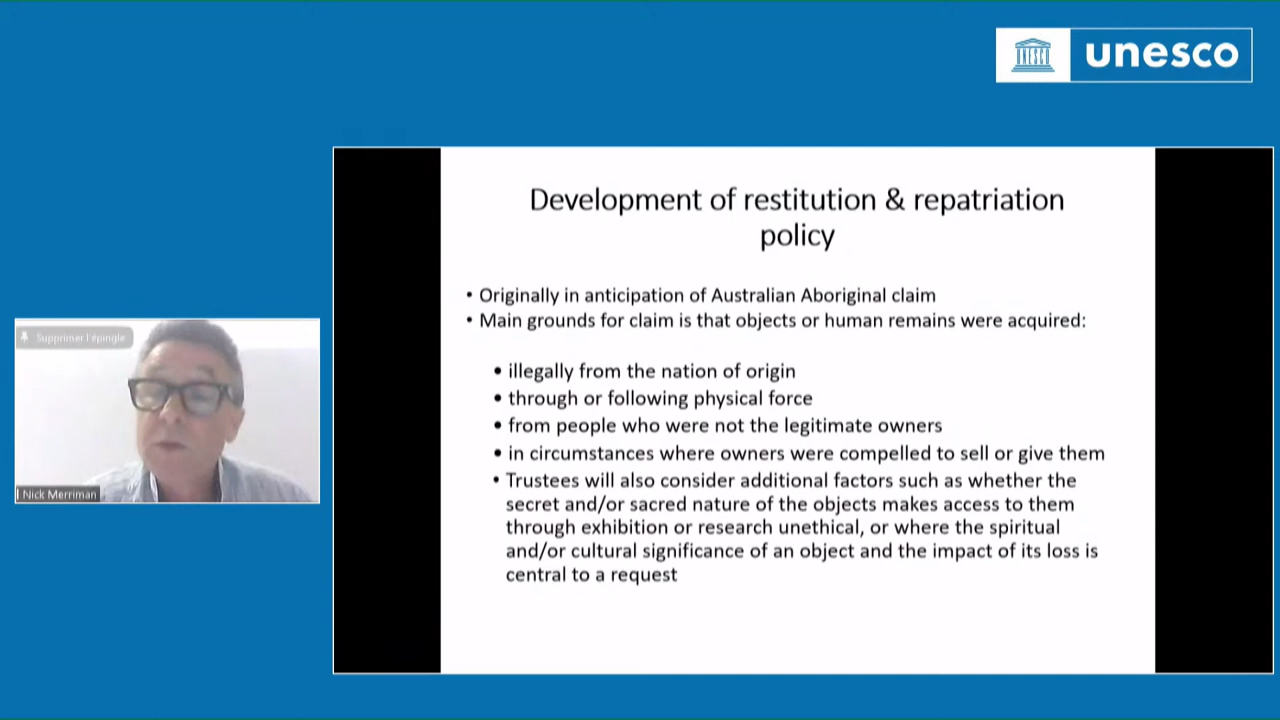 unesco
Development of restitution & repatriation
policy
• Originally in anticipation of Australian Aboriginal claim
• Main grounds for claim is that objects or human remains were acquired:
• illegally from the nation of origin
• through or following physical force
• from people who were not the legitimate owners
• in circumstances where owners were compelled to sell or give them
• Trustees will also consider additional factors such as whether the
secret and/or sacred nature of the objects makes access to them
through exhibition or research unethical, or where the spiritual
and/or cultural significance of an object and the impact of its loss is
central to a request
Supprimer l'épingle
Nick Merriman